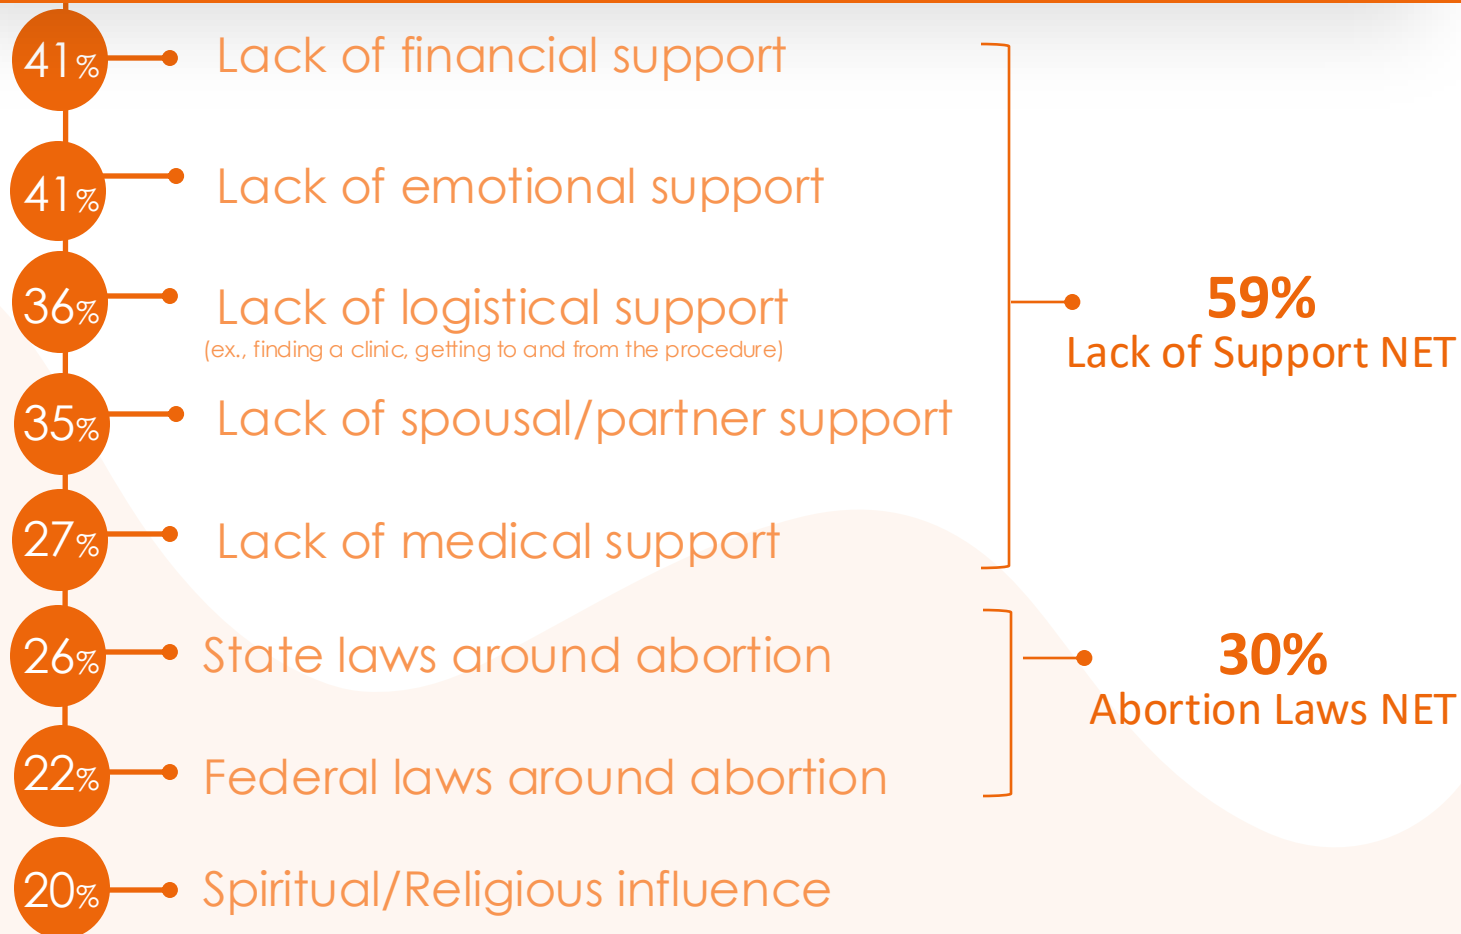 41% Lack of financial support
41% Lack of emotional support
36% Lack of logistical support
(ex., finding a clinic, getting to and from the procedure)
59%
Lack of Support NET
35% Lack of spousal/partner support
27% Lack of medical support
26% State laws around abortion
30%
Abortion Laws NET
22% Federal laws around abortion
20% Spiritual/Religious influence